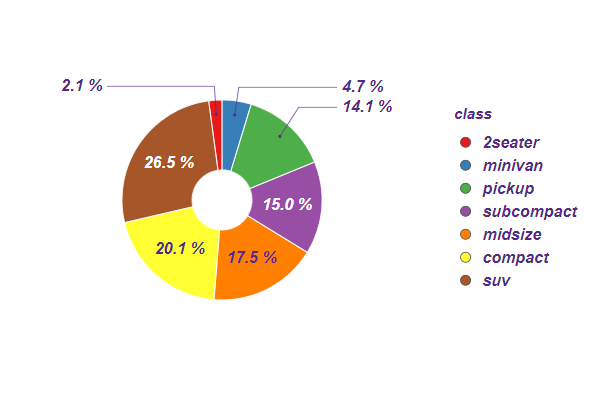 2.1 %
4.7 %
14.1 %
26.5 %
15.0 %
20.1 %
17.5 %
class
2seater
minivan
pickup
subcompact
midsize
compact
suv